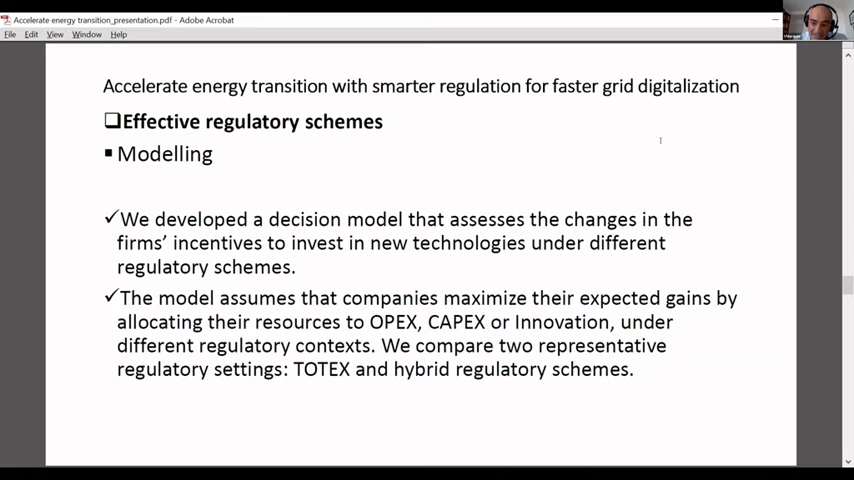 Accelerate energy transition_presentation.pdf - Adobe Acrobat
File Edit View Window Help
Accelerate energy transition with smarter regulation for faster grid digitalization
Effective regulatory schemes
Modelling
We developed a decision model that assesses the changes in the
firms' incentives to invest in new technologies under different
regulatory schemes.
The model assumes that companies maximize their expected gains by
allocating their resources to OPEX, CAPEX or Innovation, under
different regulatory contexts. We compare two representative
regulatory settings: TOTEX and hybrid regulatory schemes.